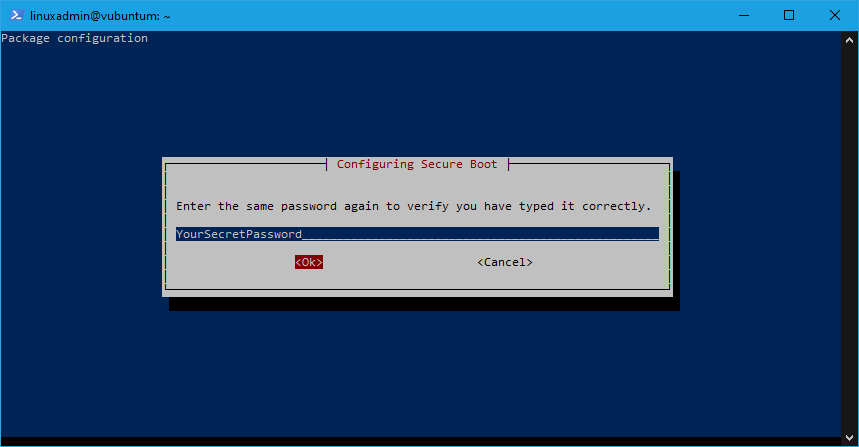 linuxadmin@vubuntum: ~
Package configuration
Configuring Secure Boot
Enter the same password again to verify you have typed it correctly.
YourSecretPassword___________________________________________________
<Ok> <Cancel>